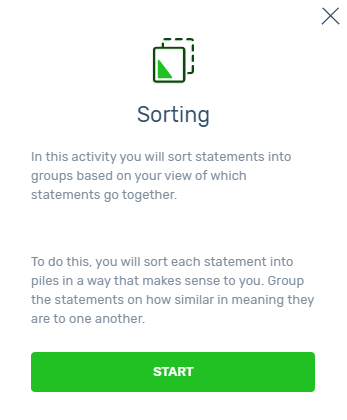 Sorting
In this activity you will sort statements into
groups based on your view of which
statements go together.
To do this, you will sort each statement into
piles in a way that makes sense to you. Group
the statements on how similar in meaning they
are to one another.
START